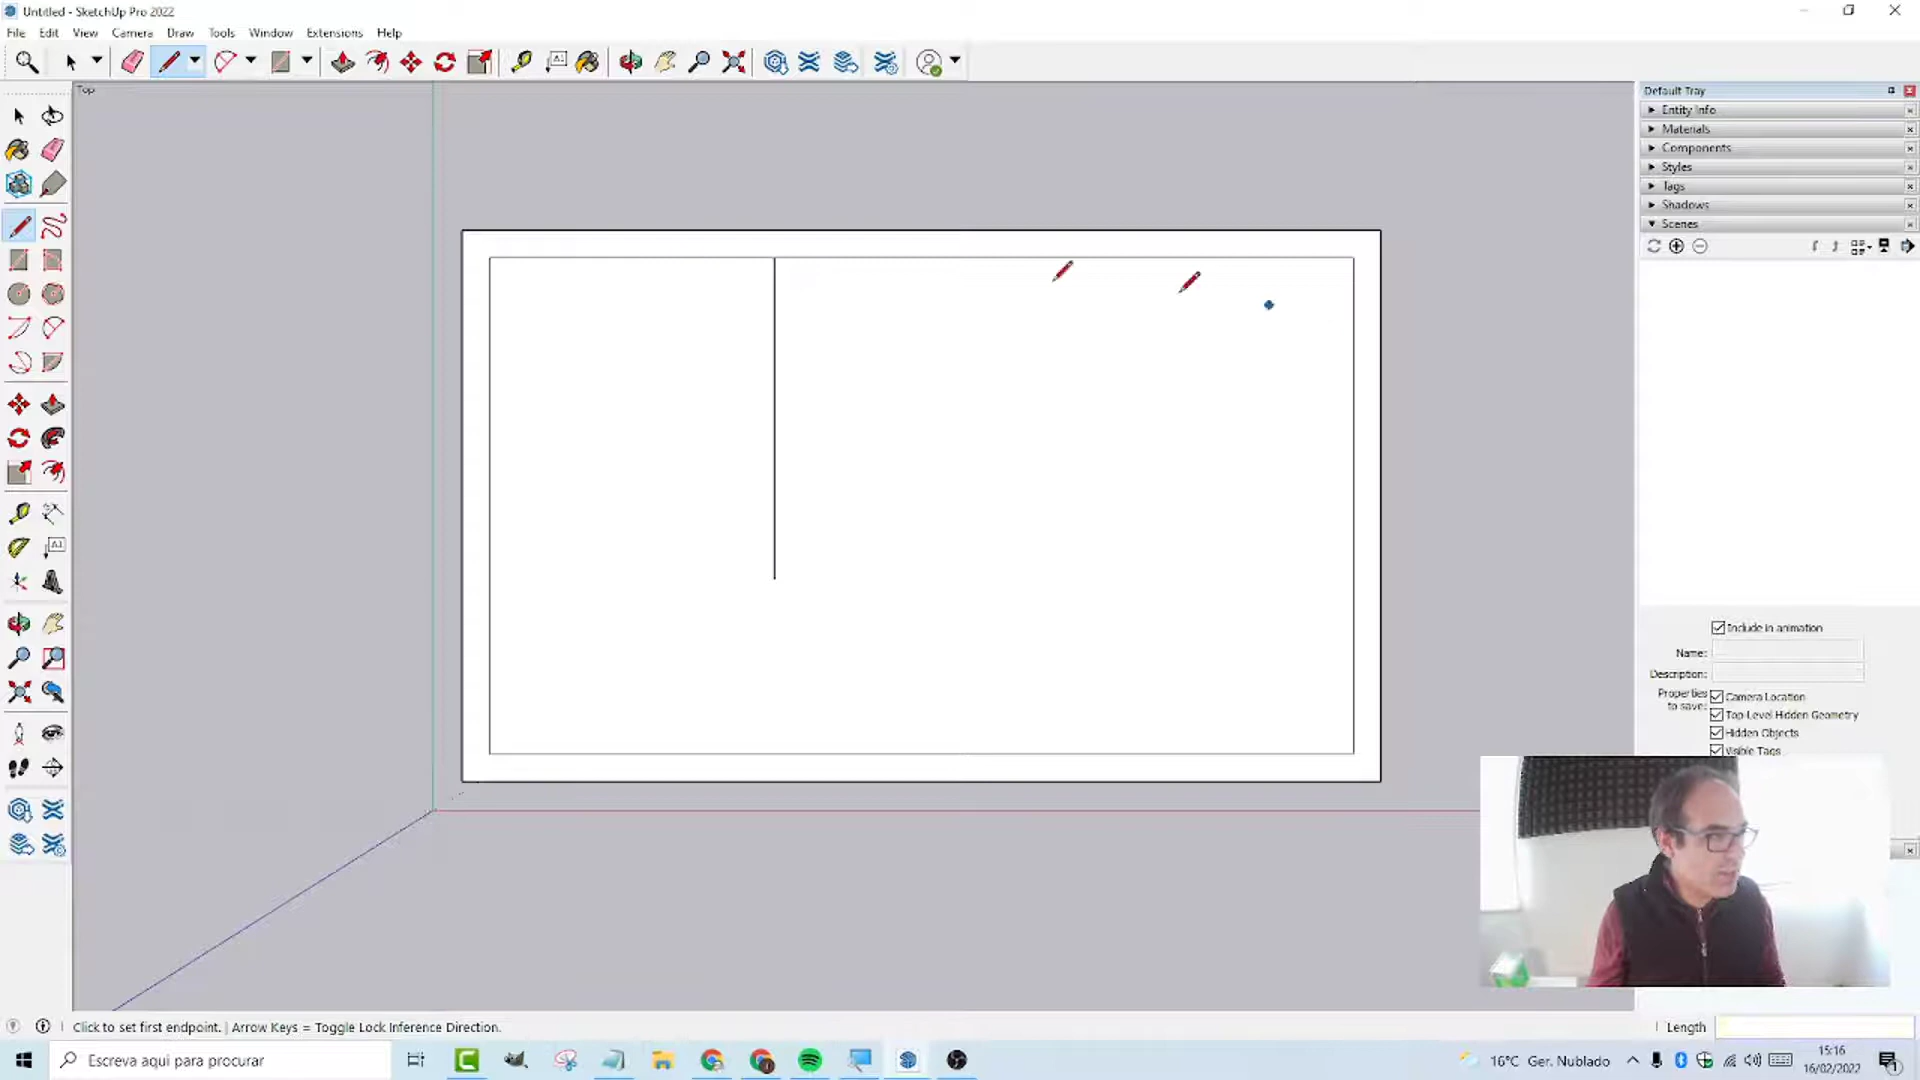 Untitled - SketchUp Pro 2022
File Edit View Camera Draw Tools Window Extensions Help
Top
Default Tray
Entity Info
Materials
Components
Styles
Tags
Shadows
Scenes
Include in animation
Name:
Description:
Properties to save:
Camera Location
Top-Level Hidden Geometry
Hidden Objects
Visible Tags
Click to set first endpoint. | Arrow Keys = Toggle Lock Inference Direction.
Length
Escreva aqui para procurar
16°C Ger. Nublado
15:16
16/02/2022